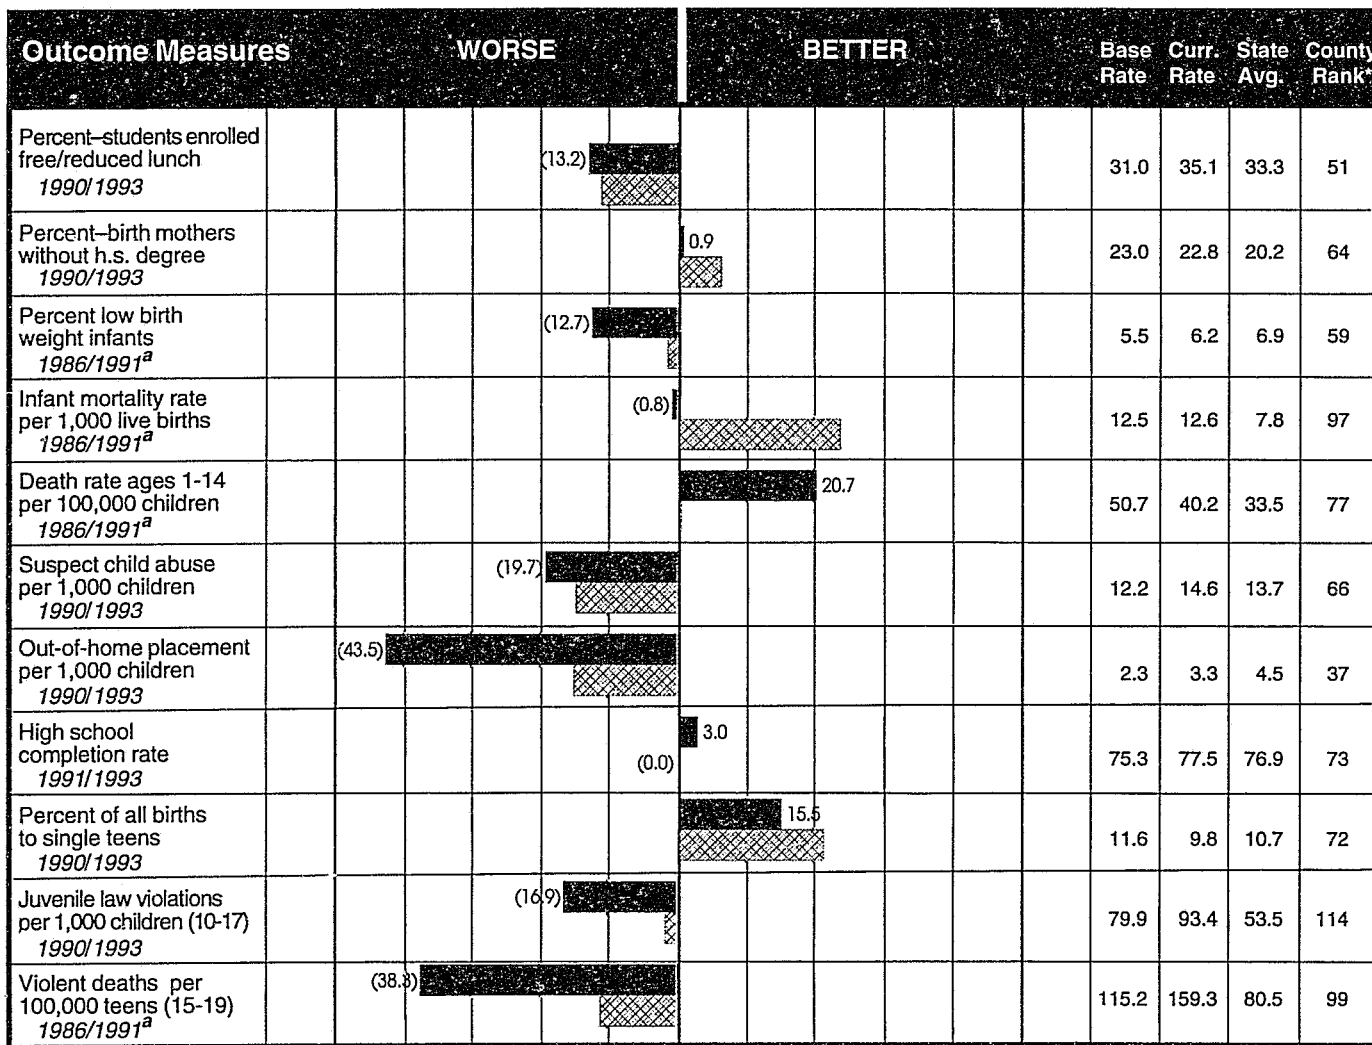 Outcome Measures WORSE BETTER Base Rate Curr. Rate State Avg. County Rank*
Percent–students enrolled
free/reduced lunch
1990/1993
(13.2) 31.0 35.1 33.3 51
Percent–birth mothers
without h.s. degree
1990/1993
0.9 23.0 22.8 20.2 64
Percent low birth
weight infants
1986/1991a
(12.7) 5.5 6.2 6.9 59
Infant mortality rate
per 1,000 live births
1986/1991a
(0.8) 12.5 12.6 7.8 97
Death rate ages 1-14
per 100,000 children
1986/1991a
20.7 50.7 40.2 33.5 77
Suspect child abuse
per 1,000 children
1990/1993
(19.7) 12.2 14.6 13.7 66
Out-of-home placement
per 1,000 children
1990/1993
(43.5) 2.3 3.3 4.5 37
High school
completion rate
1991/1993
3.0
(0.0) 75.3 77.5 76.9 73
Percent of all births
to single teens
1990/1993
15.5 11.6 9.8 10.7 72
Juvenile law violations
per 1,000 children (10-17)
1990/1993
(16.9) 79.9 93.4 53.5 114
Violent deaths per
100,000 teens (15-19)
1986/1991a
(38.3) 115.2 159.3 80.5 99